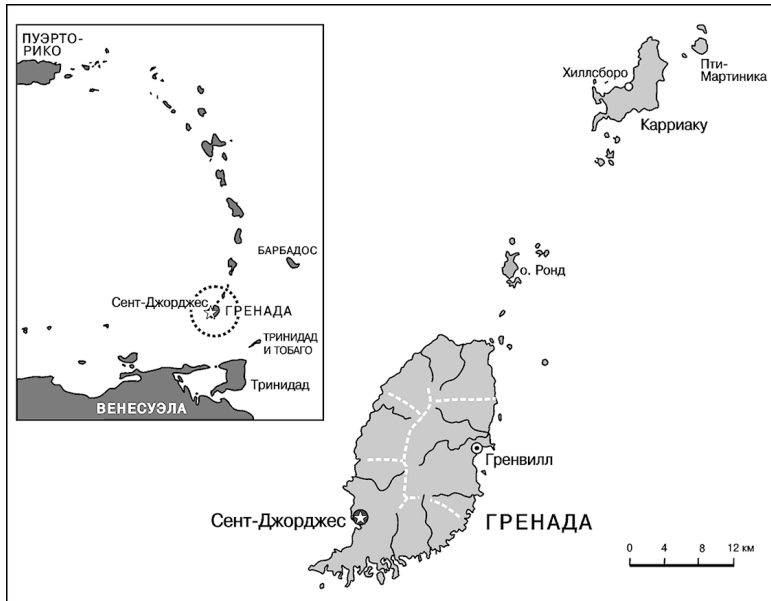 ПУЭРТО-
РИКО
БАРБАДОС
Сент-Джорджес
ГРЕНАДА
ТРИНИДАД
И ТОБАГО
Тринидад
ВЕНЕСУЭЛА
Хиллсборо
Пти-
Мартиника
Карриаку
о. Ронд
Гренвилл
Сент-Джорджес
ГРЕНАДА
0 4 8 12 км